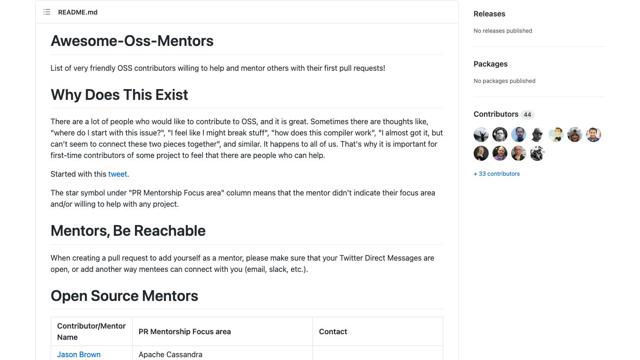 README.md
Awesome-Oss-Mentors
List of very friendly OSS contributors willing to help and mentor others with their first pull requests!
Why Does This Exist
There are a lot of people who would like to contribute to OSS, and it is great. Sometimes there are thoughts like,
"where do I start with this issue?", "I feel like I might break stuff", "how does this compiler work", "I almost got it, but
can't seem to connect these two pieces together", and similar. It happens to all of us. That's why it is important for
first-time contributors of some project to feel that there are people who can help.
Started with this tweet.
The star symbol under "PR Mentorship Focus area" column means that the mentor didn't indicate their focus area
and/or willing to help with any project.
Mentors, Be Reachable
When creating a pull request to add yourself as a mentor, please make sure that your Twitter Direct Messages are
open, or add another way mentees can connect with you (email, slack, etc.).
Open Source Mentors
Contributor/Mentor
Name
PR Mentorship Focus area
Contact
Jason Brown
Apache Cassandra
Releases
No releases published
Packages
No packages published
Contributors 44
+ 33 contributors